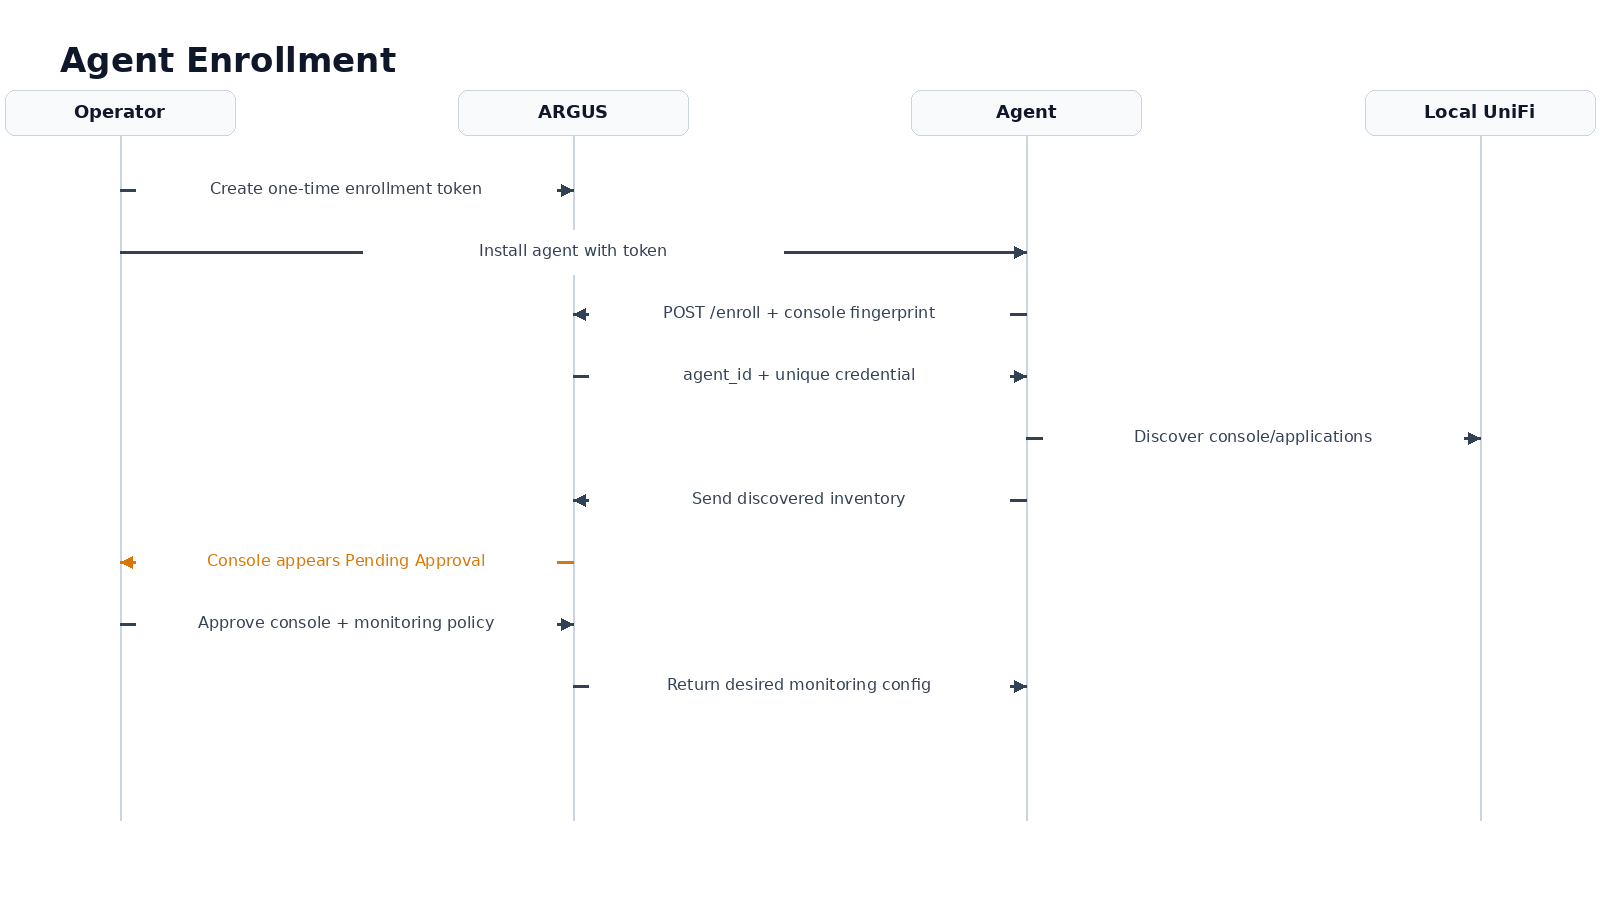 Agent Enrollment
Operator
ARGUS
Agent
Local UniFi
Create one-time enrollment token
Install agent with token
POST /enroll + console fingerprint
agent_id + unique credential
Discover console/applications
Send discovered inventory
Console appears Pending Approval
Approve console + monitoring policy
Return desired monitoring config